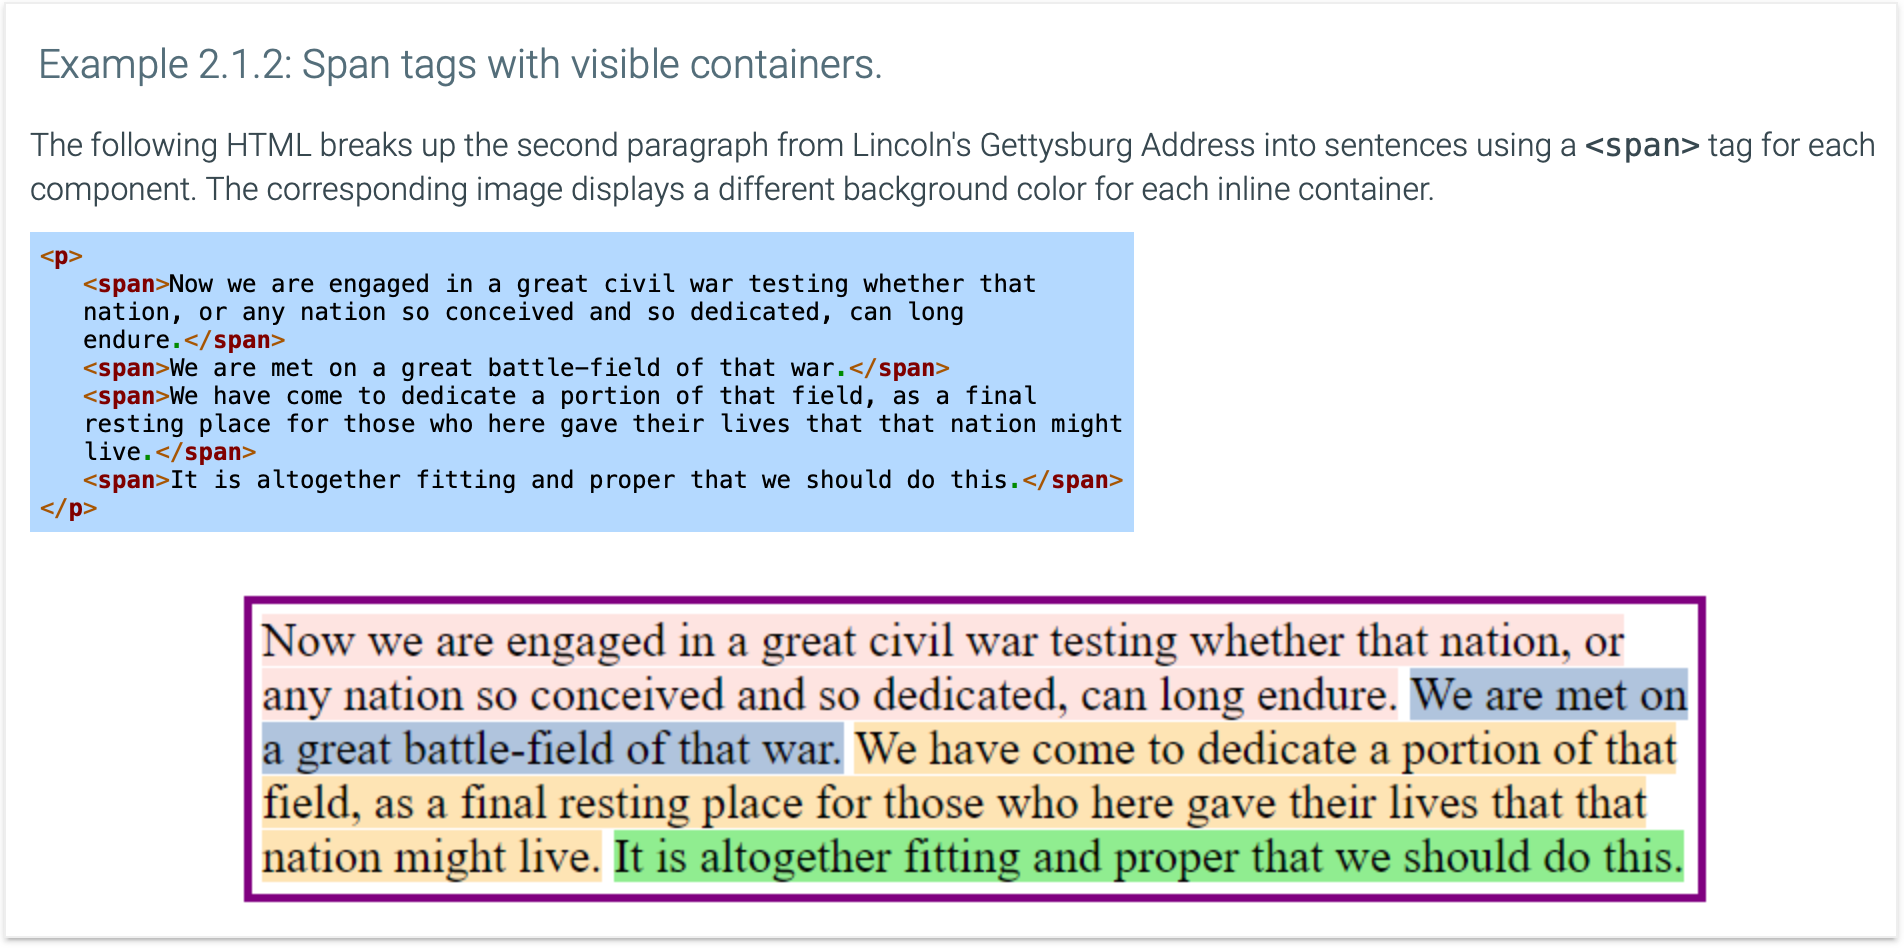 Example 2.1.2: Span tags with visible containers.
The following HTML breaks up the second paragraph from Lincoln's Gettysburg Address into sentences using a <span> tag for each
component. The corresponding image displays a different background color for each inline container.
<p>
   <span>Now we are engaged in a great civil war testing whether that
   nation, or any nation so conceived and so dedicated, can long
   endure.</span>
   <span>We are met on a great battle–field of that war.</span>
   <span>We have come to dedicate a portion of that field, as a final
   resting place for those who here gave their lives that that nation might
   live.</span>
   <span>It is altogether fitting and proper that we should do this.</span>
</p>
Now we are engaged in a great civil war testing whether that nation, or
any nation so conceived and so dedicated, can long endure. We are met on
a great battle-field of that war. We have come to dedicate a portion of that
field, as a final resting place for those who here gave their lives that that
nation might live. It is altogether fitting and proper that we should do this.